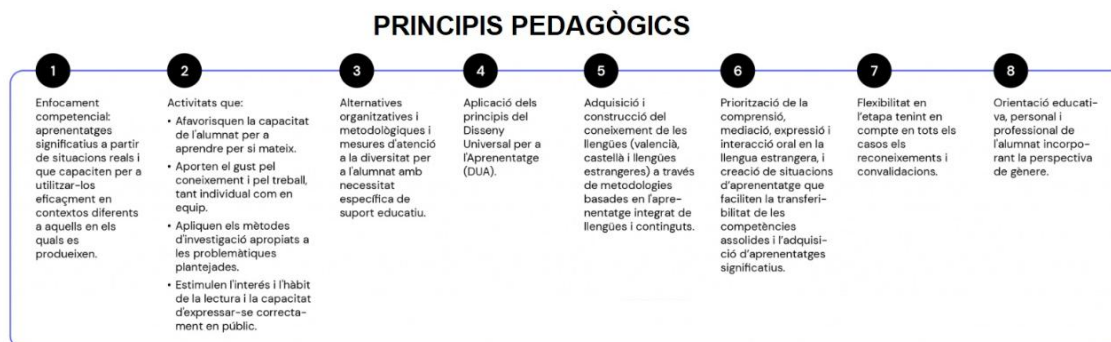 PRINCIPIS PEDAGÒGICS
1
Enfocament
competencial:
aprenentatges
significatius a partir
de situacions reals i
que capaciten per a
utilitzar-los
eficaçment en
contextos diferents
a aquells en els
quals es
produeixen.
2
Activitats que:
• Afavorisquen la capacitat
de l'alumnat per a
aprendre per si mateix.
• Aporten el gust pel
coneixement i pel treball,
tant individual com en
equip.
• Apliquen els mètodes
d'investigació apropiats a
les problemàtiques
plantejades.
• Estimulen l'interés i l'hàbit
de la lectura i la capacitat
d'expressar-se correcta-
ment en públic.
3
Alternatives
organitzatives i
metodològiques i
mesures d'atenció
a la diversitat per
a l'alumnat amb
necessitat
específica de
suport educatiu.
4
Aplicació dels
principis del
Disseny
Universal per a
l'Aprenentatge
(DUA).
5
Adquisició i
construcció del
coneixement de les
llengües (valencià,
castellà i llengües
estrangeres) a través
de metodologies
basades en l'apre-
nentatge integrat de
llengües i continguts.
6
Priorització de la
comprensió,
mediació, expressió i
interacció oral en la
llengua estrangera, i
creació de situacions
d'aprenentatge que
faciliten la transferi-
bilitat de les
competències
assolides i l'adquisi-
ció d'aprenentatges
significatius.
7
Flexibilitat en
l'etapa tenint en
compte en tots els
casos els
reconeixements i
convalidacions.
8
Orientació educati-
va, personal i
professional de
l'alumnat incorpo-
rant la perspectiva
de gènere.